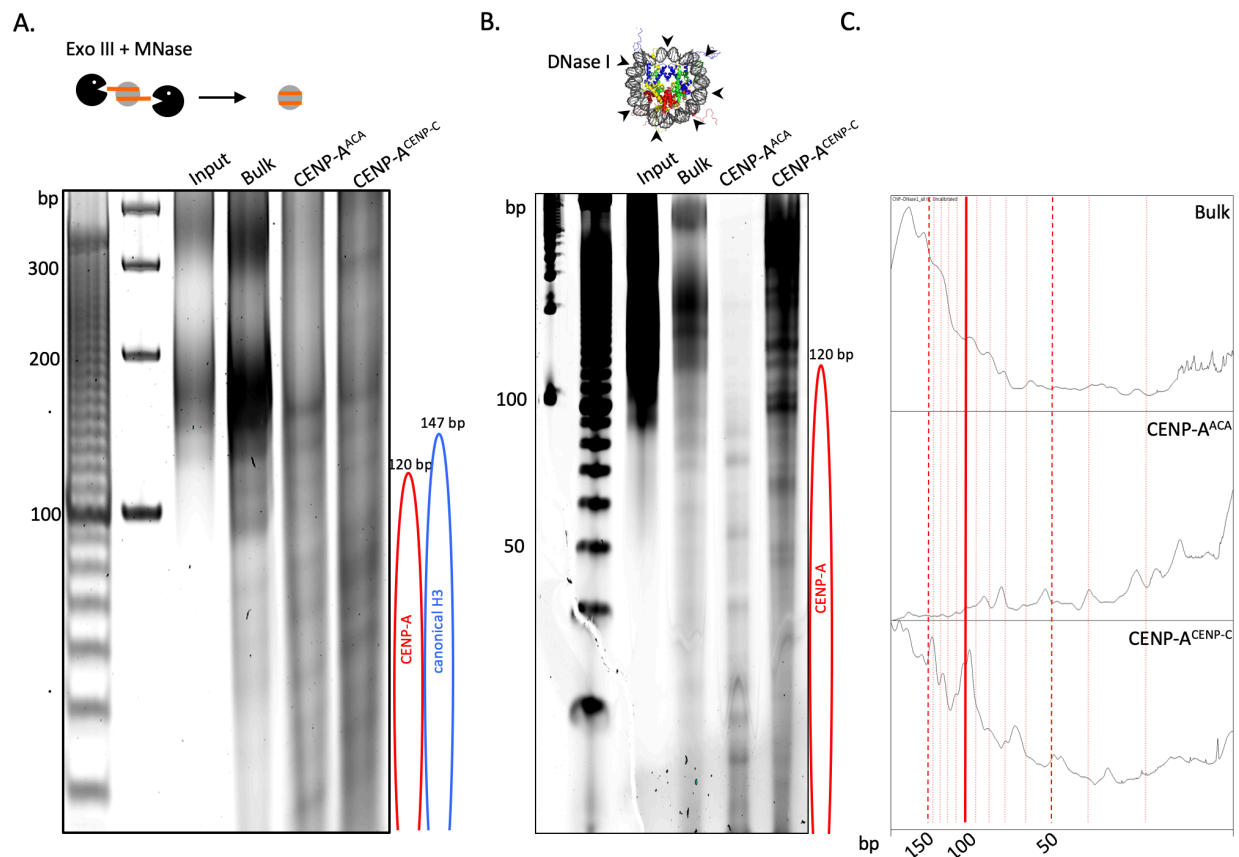 A.
Exo III + MNase
bp
Input
Bulk
CENP-A^ACA
CENP-A^CENP-C
300
200
100
147 bp
120 bp
CENP-A
canonical H3
B.
DNase I
bp
Input
Bulk
CENP-A^ACA
CENP-A^CENP-C
100
50
120 bp
CENP-A
C.
Bulk
CENP-A^ACA
CENP-A^CENP-C
bp
150
100
50